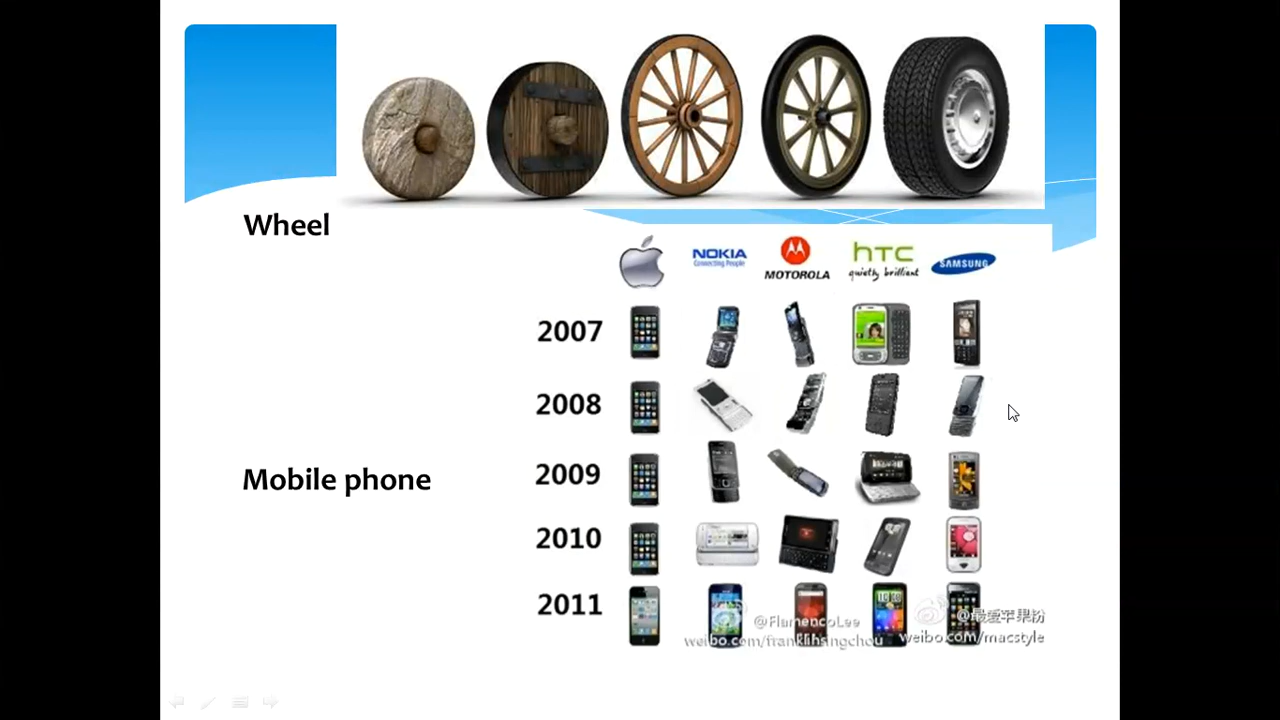 Wheel
NOKIA
Connecting People
MOTOROLA
hTC
quietly brilliant
SAMSUNG
2007
2008
Mobile phone
2009
2010
2011
@FlamencoLee
weibo.com/franklihsingchou
@最爱苹果粉
weibo.com/macstyle